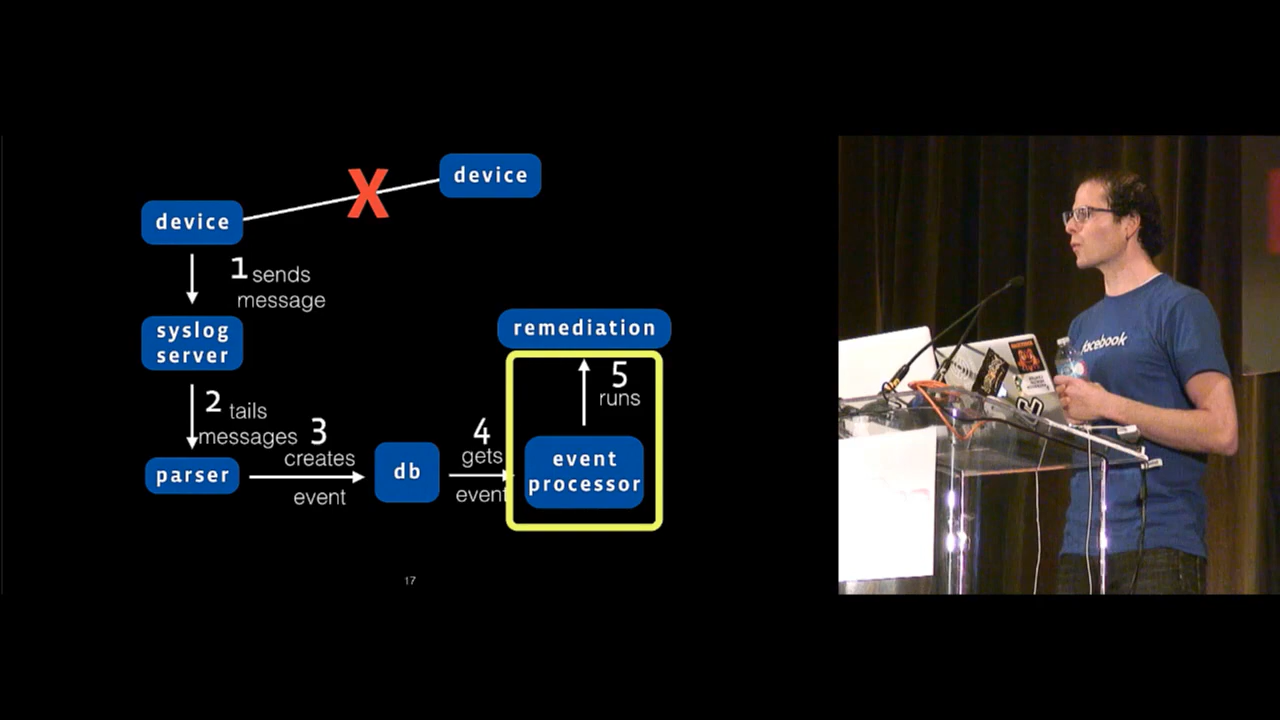 device
device
1 sends
message
syslog
server
remediation
5
runs
2 tails
messages
3
creates
event
4
gets
event
parser
db
event
processor
17
facebook